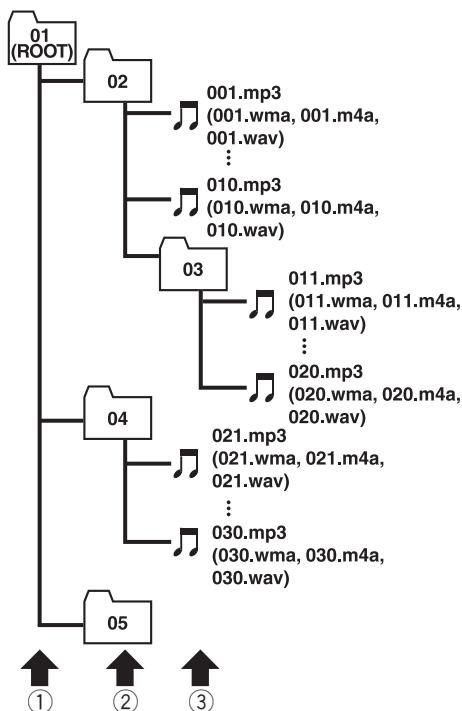 01
(ROOT)
02
001.mp3
(001.wma, 001.m4a,
001.wav)
010.mp3
(010.wma, 010.m4a,
010.wav)
03
011.mp3
(011.wma, 011.m4a,
011.wav)
020.mp3
(020.wma, 020.m4a,
020.wav)
04
021.mp3
(021.wma, 021.m4a,
021.wav)
030.mp3
(030.wma, 030.m4a,
030.wav)
05
① ② ③